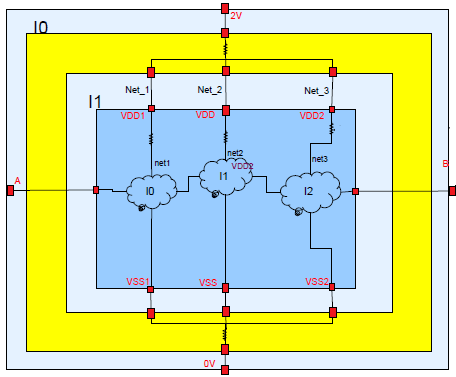 2V
I0
Net_1
Net_2
Net_3
I1
VDD1
VDD
VDD2
net1
net2
net3
VDD2
A
B
I0
I1
I2
VSS1
VSS
VSS2
0V